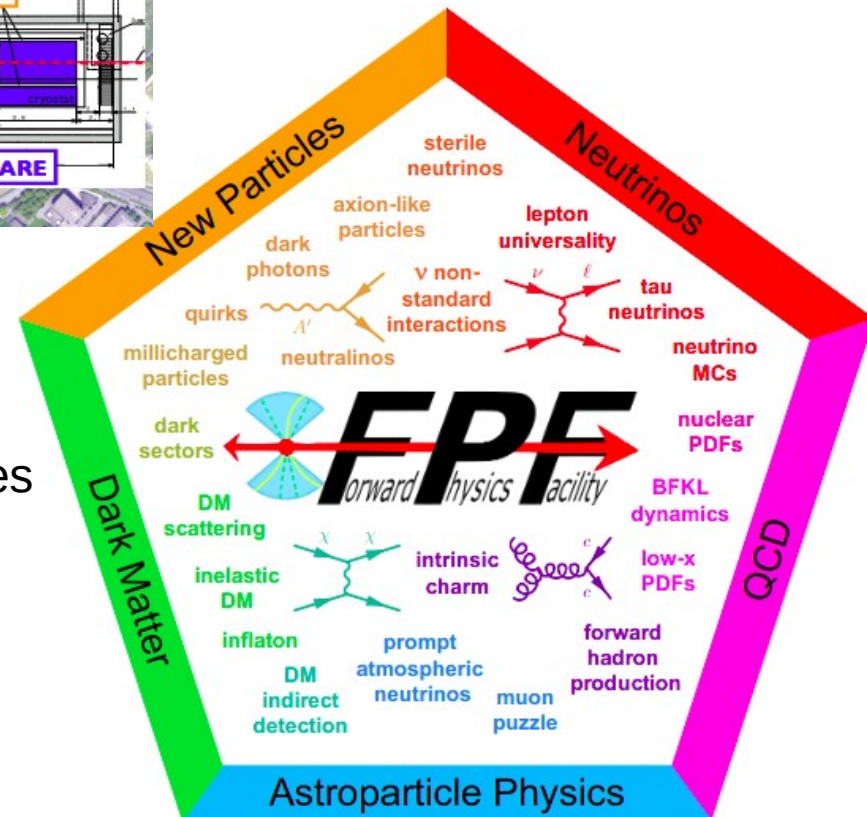 cryostat
ARE
New Particles
Neutrinos
sterile
neutrinos
axion-like
particles
lepton
universality
dark
photons
ν non-
standard
interactions
ν
ℓ
tau
neutrinos
quirks
A'
neutralinos
neutrino
MCs
millicharged
particles
nuclear
PDFs
dark
sectors
FPF
Forward Physics Facility
es
BFKL
dynamics
DM
scattering
Dark Matter
QCD
χ
χ
intrinsic
charm
c
c
low-x
PDFs
inelastic
DM
inflaton
prompt
atmospheric
neutrinos
forward
hadron
production
DM
indirect
detection
muon
puzzle
Astroparticle Physics